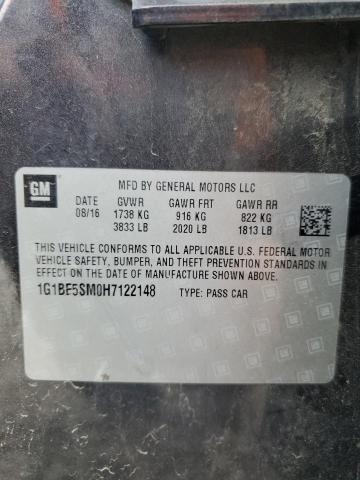 GM MFD BY GENERAL MOTORS LLC
DATE GVWR GAWR FRT GAWR RR
08/16 1738 KG 916 KG 822 KG
3833 LB 2020 LB 1813 LB
THIS VEHICLE CONFORMS TO ALL APPLICABLE U.S. FEDERAL MOTOR
VEHICLE SAFETY, BUMPER, AND THEFT PREVENTION STANDARDS IN
EFFECT ON THE DATE OF MANUFACTURE SHOWN ABOVE.
1G1BF5SM0H7122148 TYPE: PASS CAR